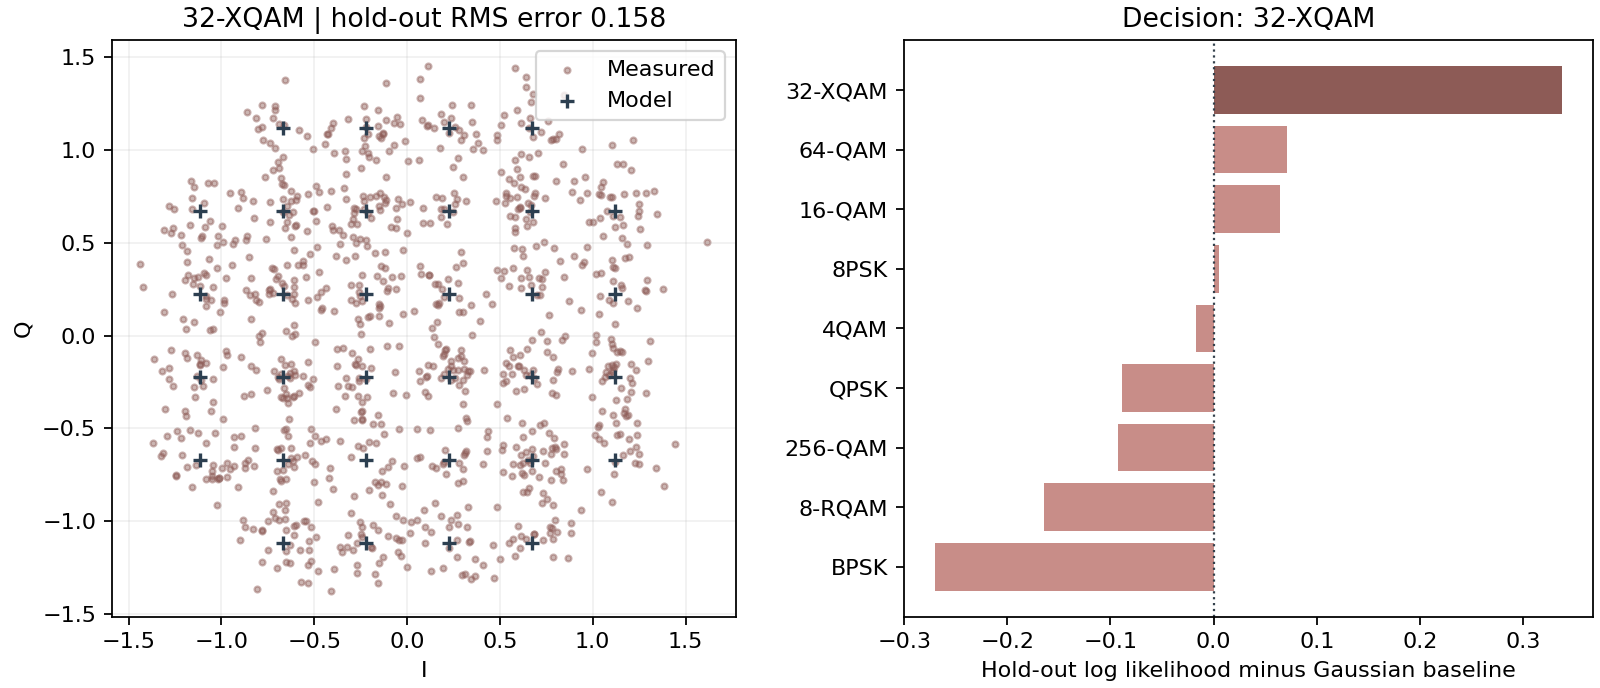 32-XQAM | hold-out RMS error 0.158
Measured
Model
1.5
1.0
0.5
0.0
−0.5
−1.0
−1.5
Q
−1.5
−1.0
−0.5
0.0
0.5
1.0
1.5
I
Decision: 32-XQAM
32-XQAM
64-QAM
16-QAM
8PSK
4QAM
QPSK
256-QAM
8-RQAM
BPSK
−0.3
−0.2
−0.1
0.0
0.1
0.2
0.3
Hold-out log likelihood minus Gaussian baseline